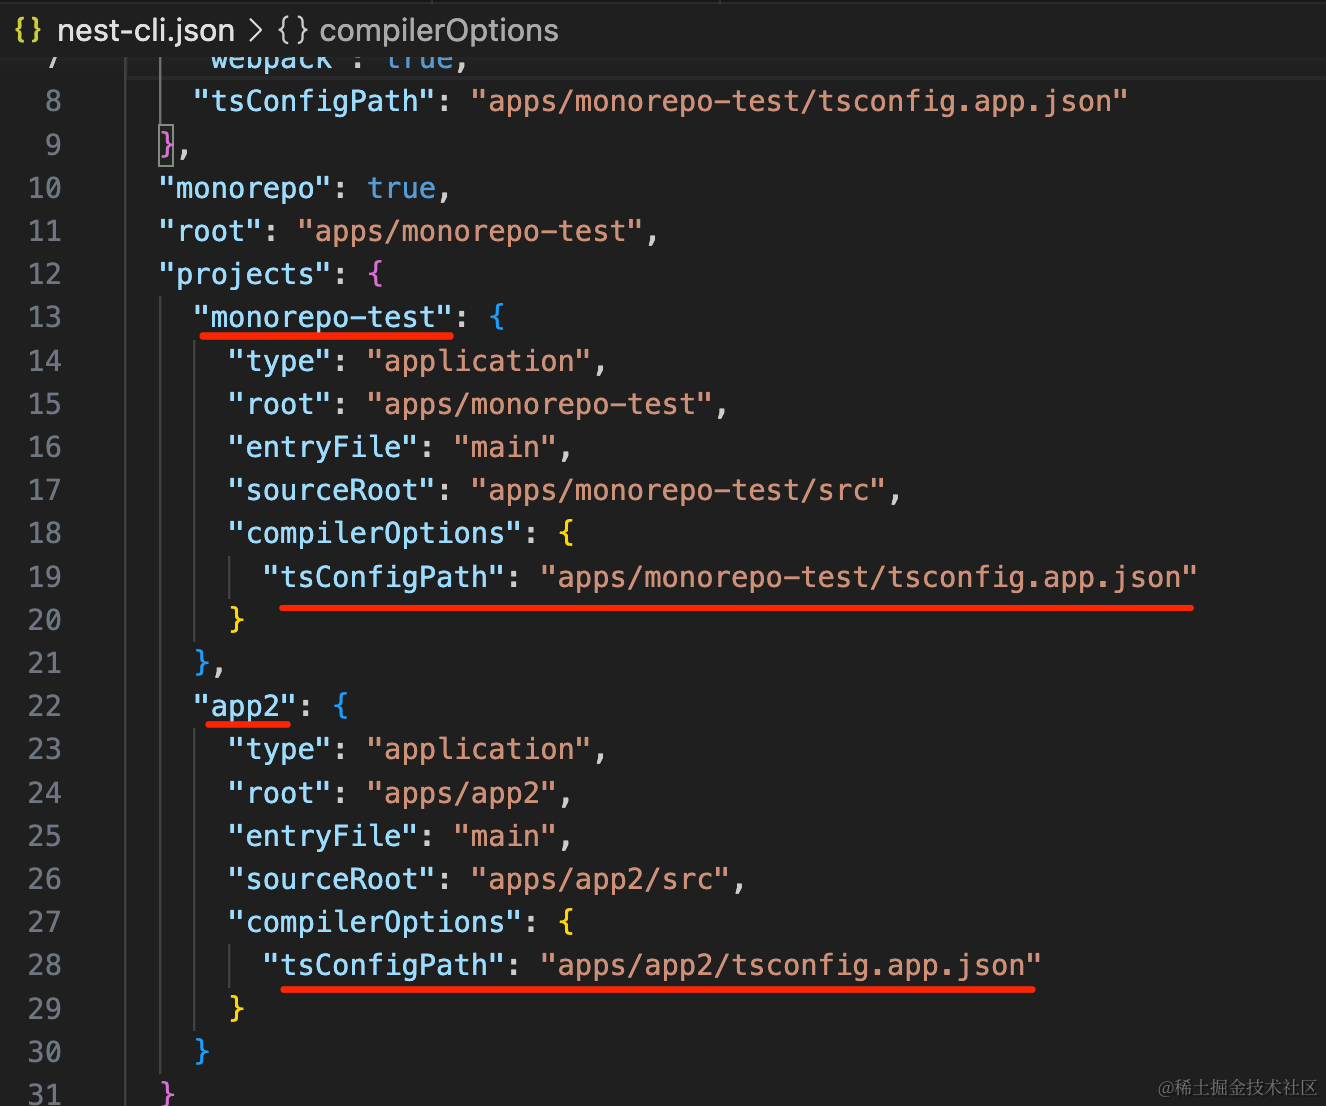 {} nest-cli.json > {} compilerOptions
7 "webpack": true,
8 "tsConfigPath": "apps/monorepo-test/tsconfig.app.json"
9 },
10 "monorepo": true,
11 "root": "apps/monorepo-test",
12 "projects": {
13 "monorepo-test": {
14 "type": "application",
15 "root": "apps/monorepo-test",
16 "entryFile": "main",
17 "sourceRoot": "apps/monorepo-test/src",
18 "compilerOptions": {
19 "tsConfigPath": "apps/monorepo-test/tsconfig.app.json"
20 }
21 },
22 "app2": {
23 "type": "application",
24 "root": "apps/app2",
25 "entryFile": "main",
26 "sourceRoot": "apps/app2/src",
27 "compilerOptions": {
28 "tsConfigPath": "apps/app2/tsconfig.app.json"
29 }
30 }
31 }
@稀土掘金技术社区